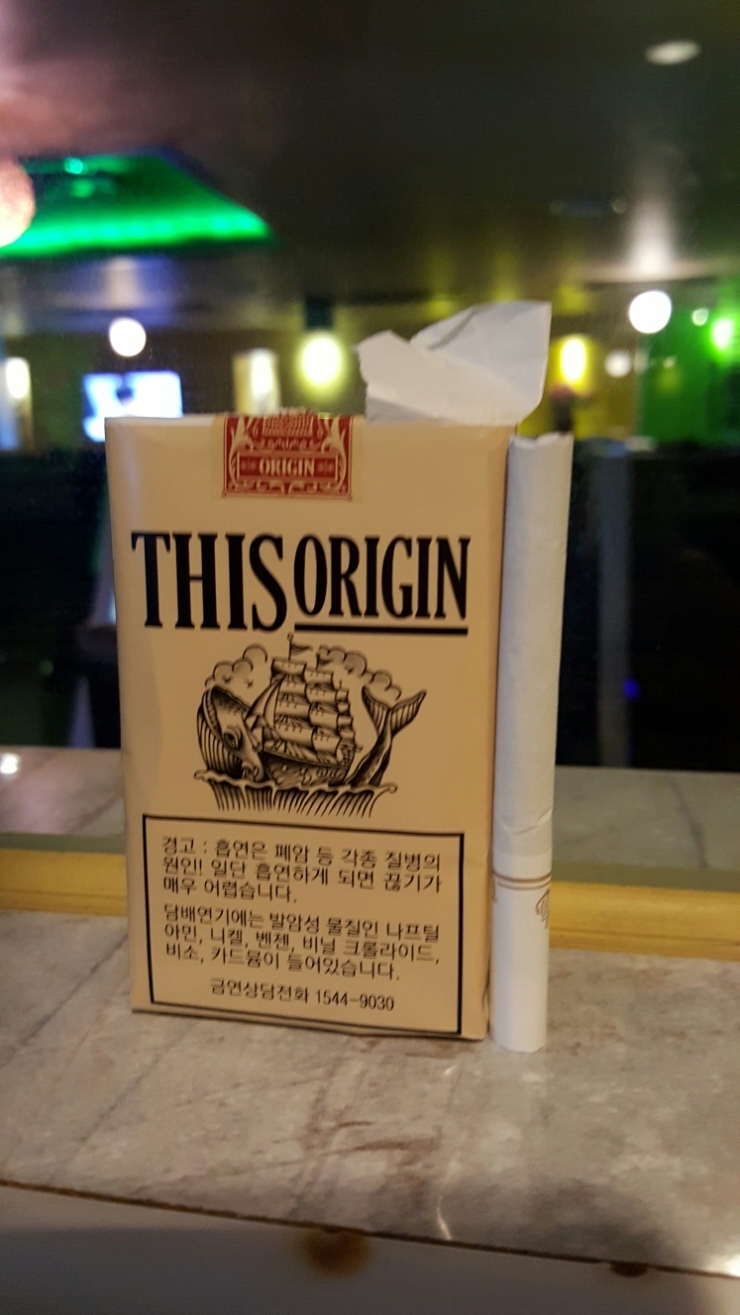 ORIGIN
THIS ORIGIN
경고 : 흡연은 폐암 등 각종 질병의
원인! 일단 흡연하게 되면 끊기가
매우 어렵습니다.
담배연기에는 발암성 물질인 나프틸
아민, 니켈, 벤젠, 비닐 크롤라이드,
비소, 카드뮴이 들어있습니다.
금연상담전화 1544-9030